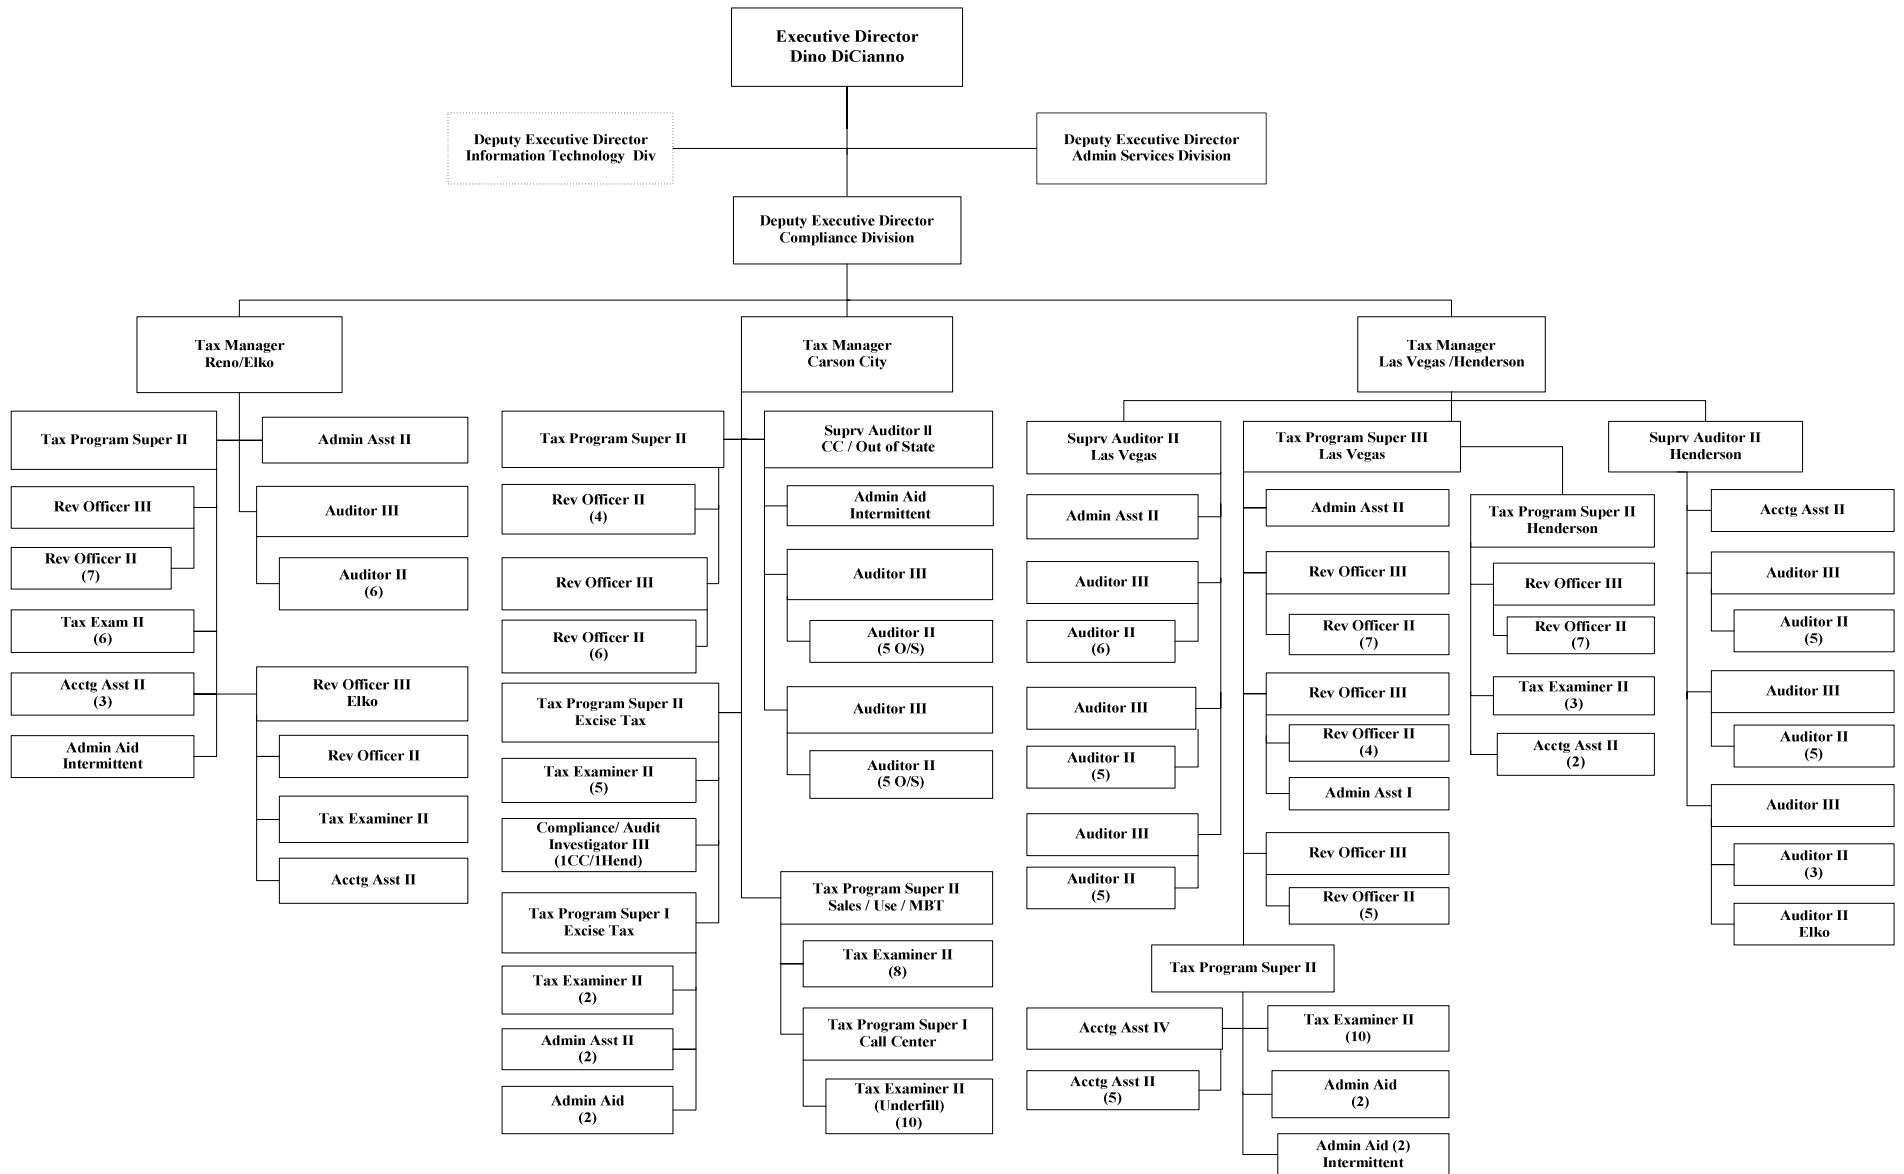 Executive Director
Dino DiCianno
Deputy Executive Director
Information Technology Div
Deputy Executive Director
Admin Services Division
Deputy Executive Director
Compliance Division
Tax Manager
Reno/Elko
Tax Manager
Carson City
Tax Manager
Las Vegas /Henderson
Tax Program Super II
Admin Asst II
Rev Officer III
Auditor III
Rev Officer II
(7)
Auditor II
(6)
Tax Exam II
(6)
Acctg Asst II
(3)
Rev Officer III
Elko
Admin Aid
Intermittent
Rev Officer II
Tax Examiner II
Acctg Asst II
Tax Program Super II
Rev Officer II
(4)
Rev Officer III
Rev Officer II
(6)
Tax Program Super II
Excise Tax
Tax Examiner II
(5)
Compliance/ Audit
Investigator III
(1CC/1Hend)
Tax Program Super I
Excise Tax
Tax Examiner II
(2)
Admin Asst II
(2)
Admin Aid
(2)
Suprv Auditor ll
CC / Out of State
Admin Aid
Intermittent
Auditor III
Auditor II
(5 O/S)
Auditor III
Auditor II
(5 O/S)
Tax Program Super II
Sales / Use / MBT
Tax Examiner II
(8)
Tax Program Super I
Call Center
Tax Examiner II
(Underfill)
(10)
Suprv Auditor II
Las Vegas
Admin Asst II
Auditor III
Auditor II
(6)
Auditor III
Auditor II
(5)
Auditor III
Auditor II
(5)
Tax Program Super III
Las Vegas
Admin Asst II
Rev Officer III
Rev Officer II
(7)
Rev Officer III
Rev Officer II
(4)
Admin Asst I
Rev Officer III
Rev Officer II
(5)
Tax Program Super II
Acctg Asst IV
Acctg Asst II
(5)
Tax Examiner II
(10)
Admin Aid
(2)
Admin Aid (2)
Intermittent
Tax Program Super II
Henderson
Rev Officer III
Rev Officer II
(7)
Tax Examiner II
(3)
Acctg Asst II
(2)
Suprv Auditor II
Henderson
Acctg Asst II
Auditor III
Auditor II
(5)
Auditor III
Auditor II
(5)
Auditor III
Auditor II
(3)
Auditor II
Elko